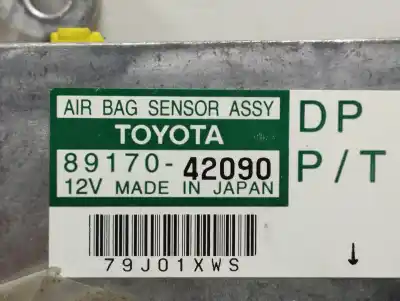 AIR BAG SENSOR ASSY
TOYOTA
89170-42090
12V MADE IN JAPAN
DP
P/T
79J01XWS